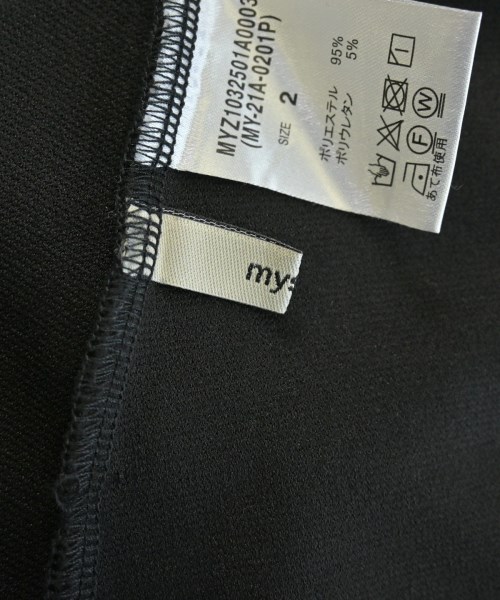 MYZ1032501A0003
(MY-21A-0201P)
SIZE 2
ポリエステル 95%
ポリウレタン 5%
F W
あて布使用